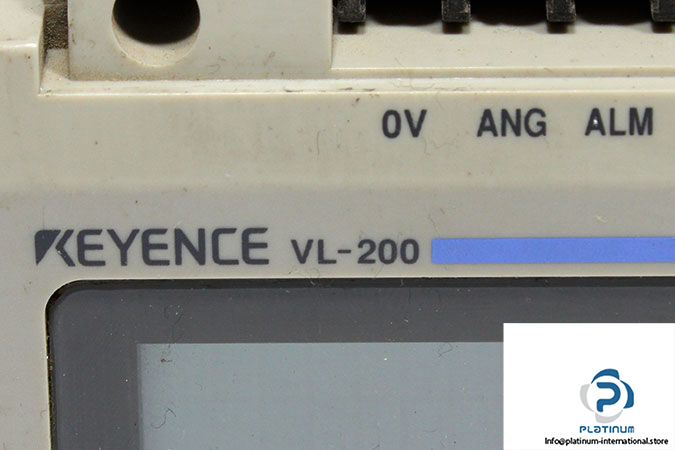 0V ANG ALM
KEYENCE VL-200
PLATINUM
Info@platinum-international.store